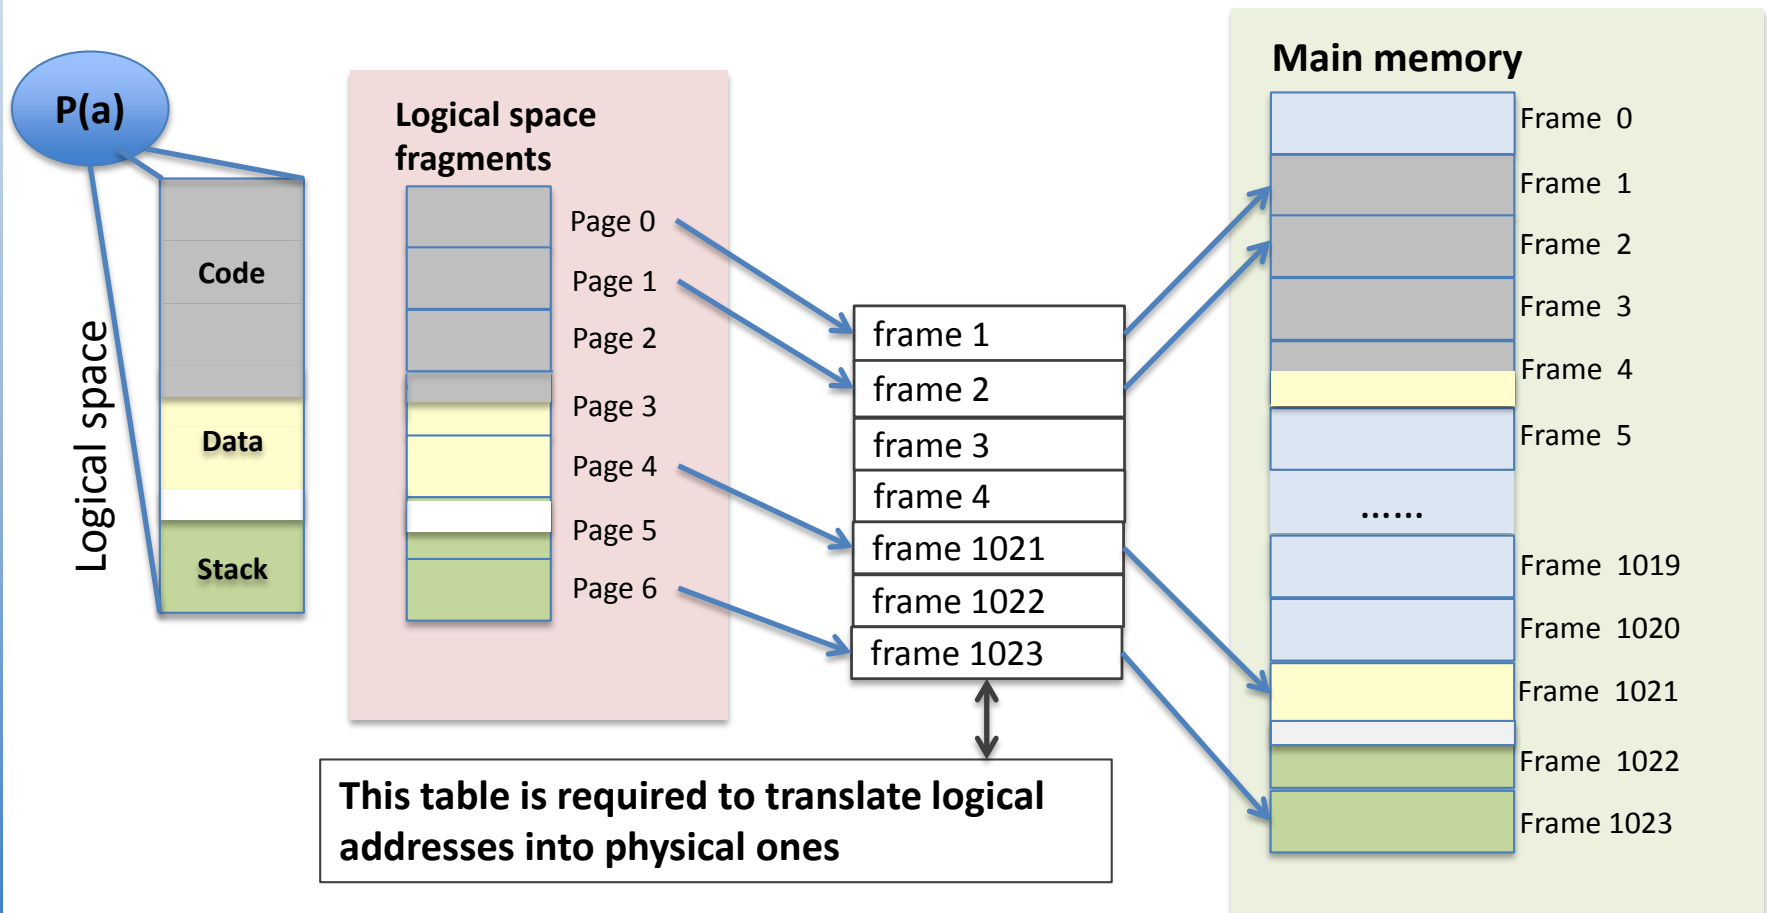 P(a)
Logical space
Code
Data
Stack
Logical space
fragments
Page 0
Page 1
Page 2
Page 3
Page 4
Page 5
Page 6
frame 1
frame 2
frame 3
frame 4
frame 1021
frame 1022
frame 1023
This table is required to translate logical
addresses into physical ones
Main memory
Frame 0
Frame 1
Frame 2
Frame 3
Frame 4
Frame 5
......
Frame 1019
Frame 1020
Frame 1021
Frame 1022
Frame 1023